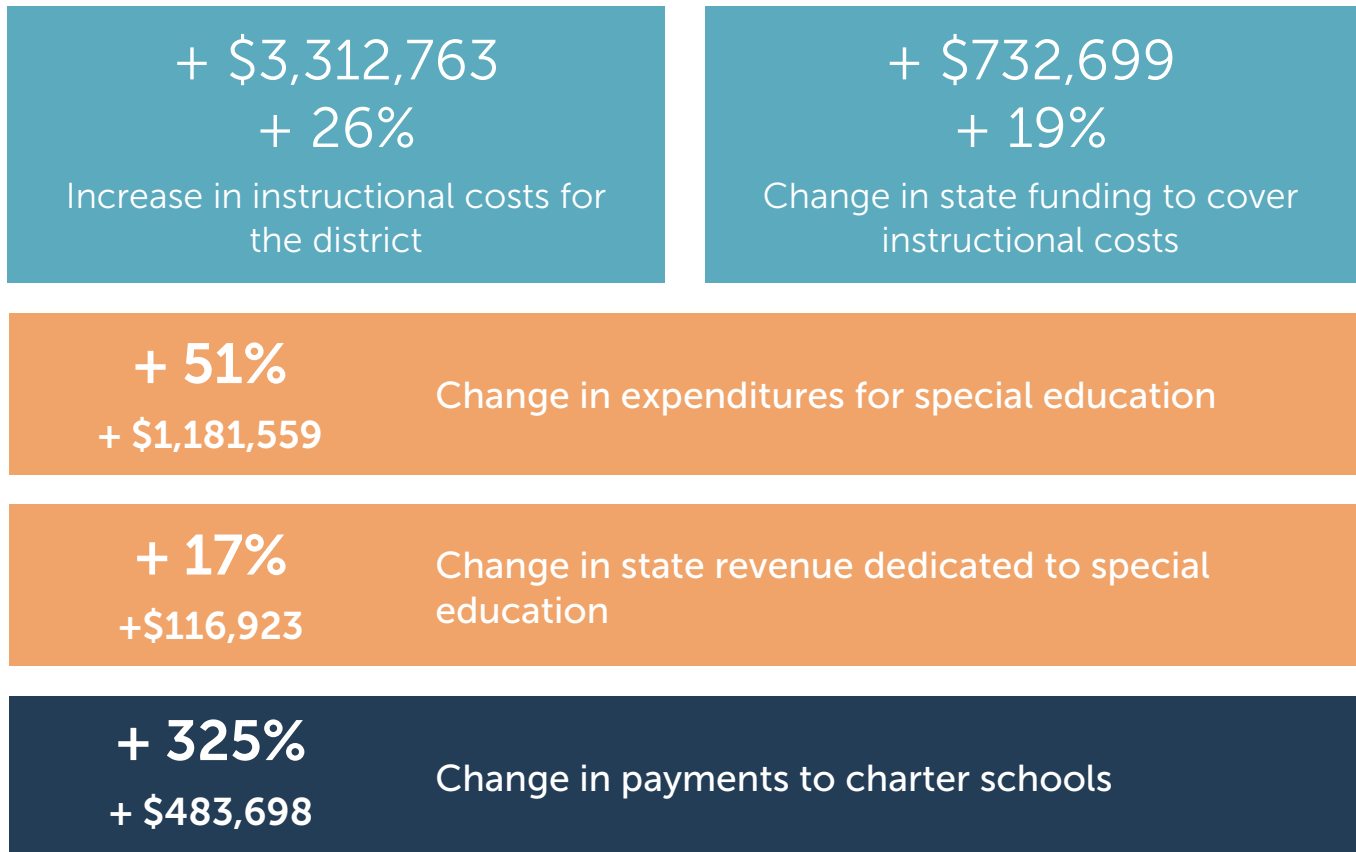 + $3,312,763
+ 26%
Increase in instructional costs for
the district
+ $732,699
+ 19%
Change in state funding to cover
instructional costs
+ 51%
+ $1,181,559
Change in expenditures for special education
+ 17%
+$116,923
Change in state revenue dedicated to special
education
+ 325%
+ $483,698
Change in payments to charter schools